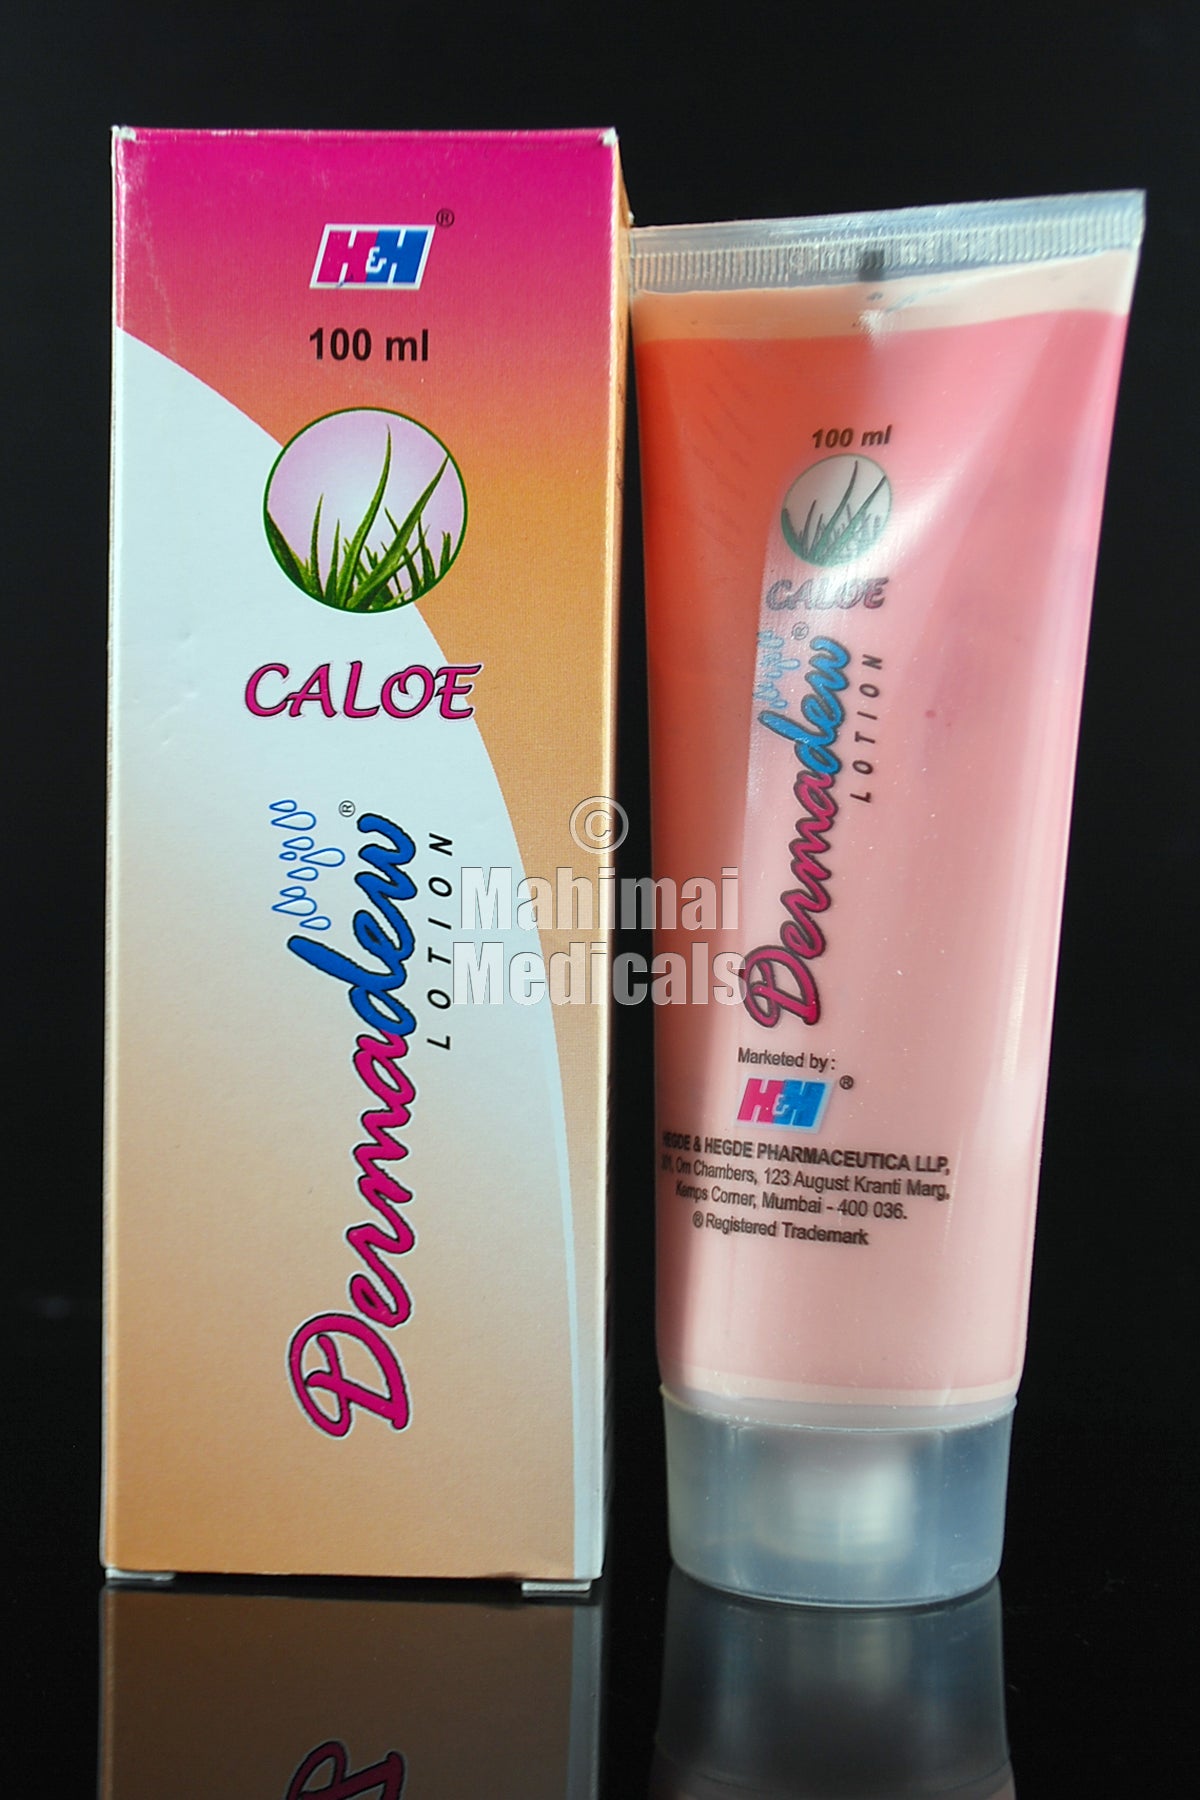 H&H ®
100 ml
CALOE
Dermadew ®
LOTION
100 ml
CALOE
Dermadew ®
LOTION
Marketed by :
H&H ®
HEGDE & HEGDE PHARMACEUTICA LLP,
Om Chambers, 123 August Kranti Marg,
Kemps Corner, Mumbai - 400 036.
® Registered Trademark
©
Mahimai
Medicals